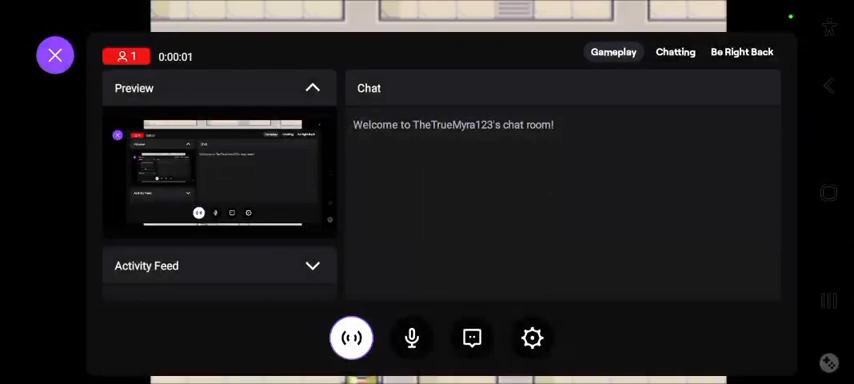 1 0:00:01 Gameplay Chatting Be Right Back
Preview
Chat
Welcome to TheTrueMyra123's chat room!
Activity Feed